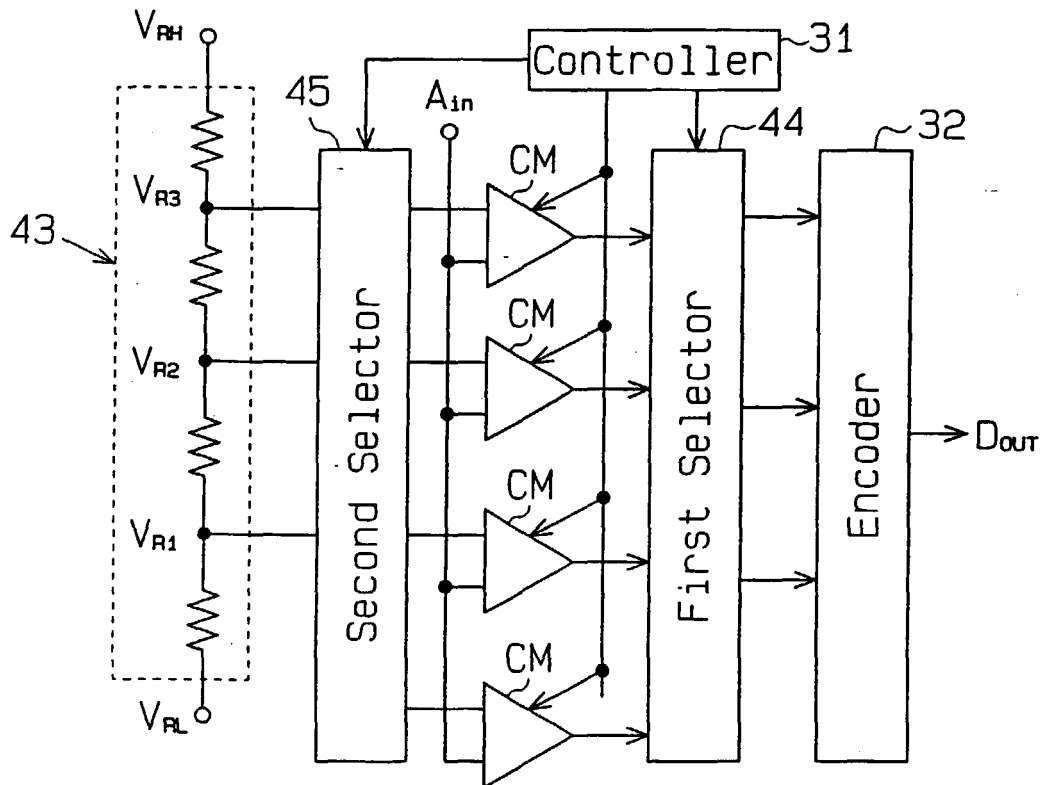 V_RH
31
Controller
45
A_in
44
32
CM
V_R3
43
CM
V_R2
Second Selector
First Selector
Encoder
D_OUT
CM
V_R1
CM
V_RL